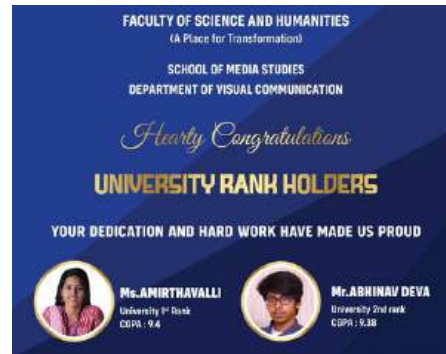 FACULTY OF SCIENCE AND HUMANITIES
(A Place for Transformation)
SCHOOL OF MEDIA STUDIES
DEPARTMENT OF VISUAL COMMUNICATION
Hearty Congratulations
UNIVERSITY RANK HOLDERS
YOUR DEDICATION AND HARD WORK HAVE MADE US PROUD
Ms.AMIRTHAVALLI
University 1st Rank
CGPA : 9.4
Mr.ABHINAV DEVA
University 2nd rank
CGPA : 9.38